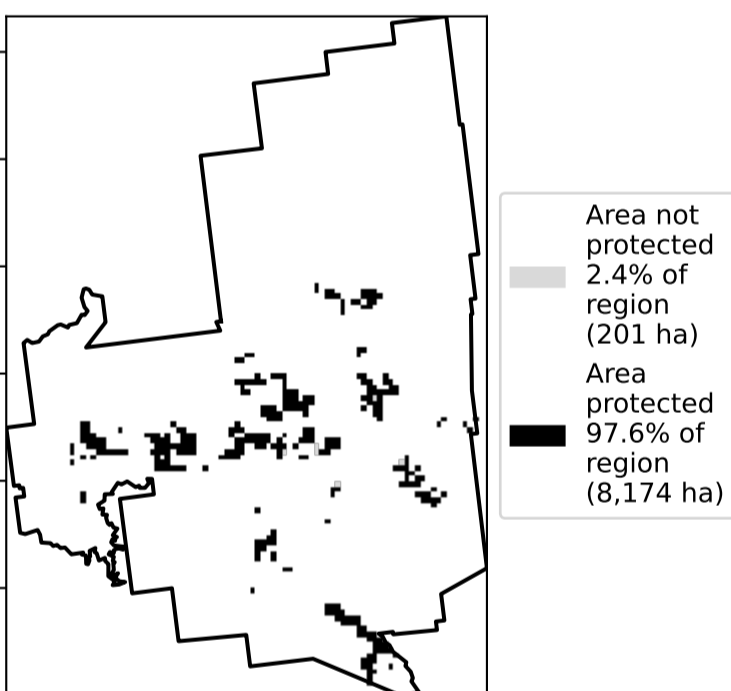 Area not
protected
2.4% of
region
(201 ha)
Area
protected
97.6% of
region
(8,174 ha)